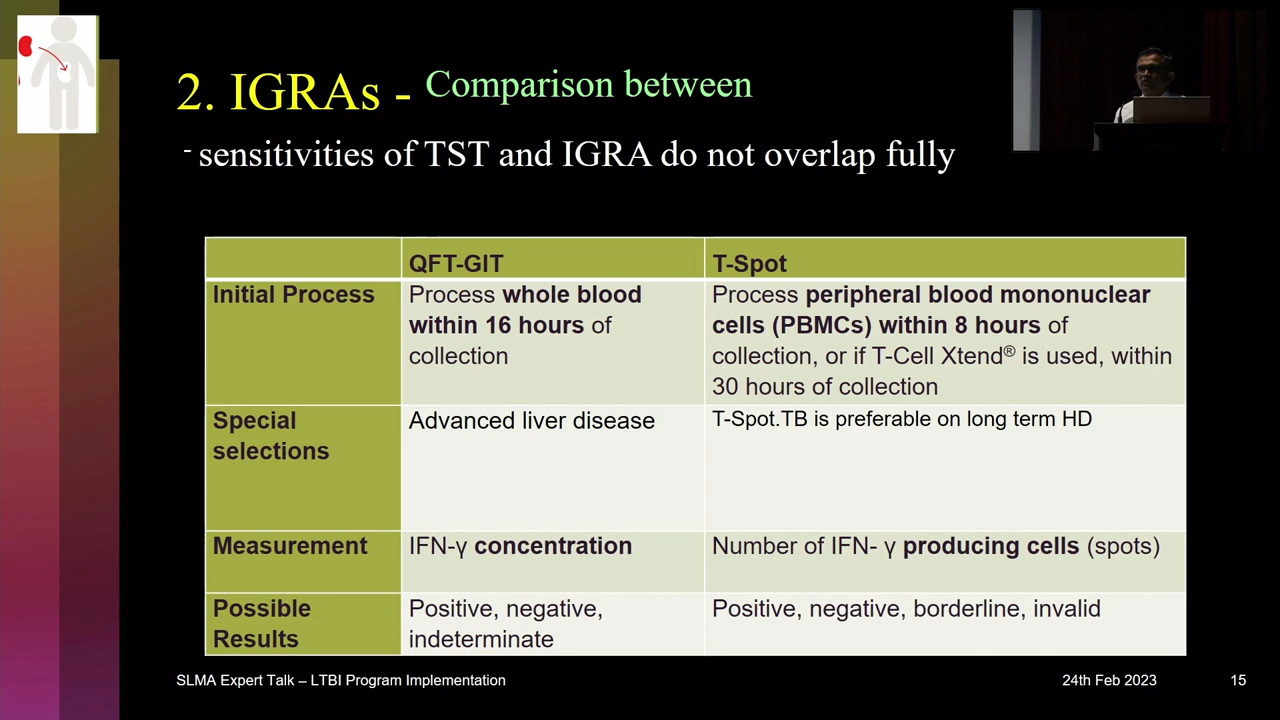 2. IGRAs - Comparison between
- sensitivities of TST and IGRA do not overlap fully
QFT-GIT
T-Spot
Initial Process
Process whole blood
within 16 hours of
collection
Process peripheral blood mononuclear
cells (PBMCs) within 8 hours of
collection, or if T-Cell Xtend® is used, within
30 hours of collection
Special
selections
Advanced liver disease
T-Spot.TB is preferable on long term HD
Measurement
IFN-γ concentration
Number of IFN- γ producing cells (spots)
Possible
Results
Positive, negative,
indeterminate
Positive, negative, borderline, invalid
SLMA Expert Talk – LTBI Program Implementation
24th Feb 2023
15